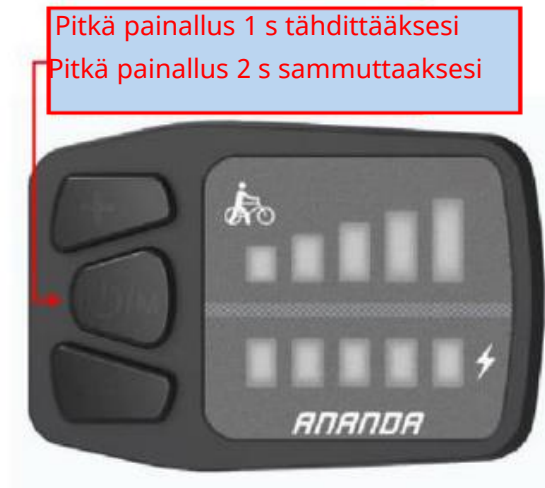 Pitkä painallus 1 s tähdittääksesi
Pitkä painallus 2 s sammuttaaksesi
+
/M
ANANDA